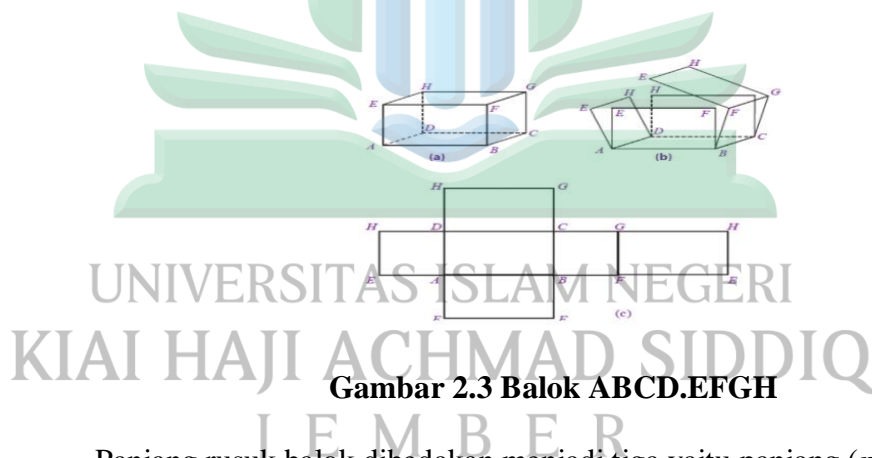 H G
E F
D C
A B
(a)
H
E
G
E H H
E F F
D C
A B
(b)
H G
H D C G H
E A B F E
(c)
UNIVERSITAS ISLAM NEGERI
KIAI HAJI ACHMAD SIDDIQ
Gambar 2.3 Balok ABCD.EFGH
J E M B E R
Panjang rusuk balok dibedakan menjadi tiga yaitu panjang